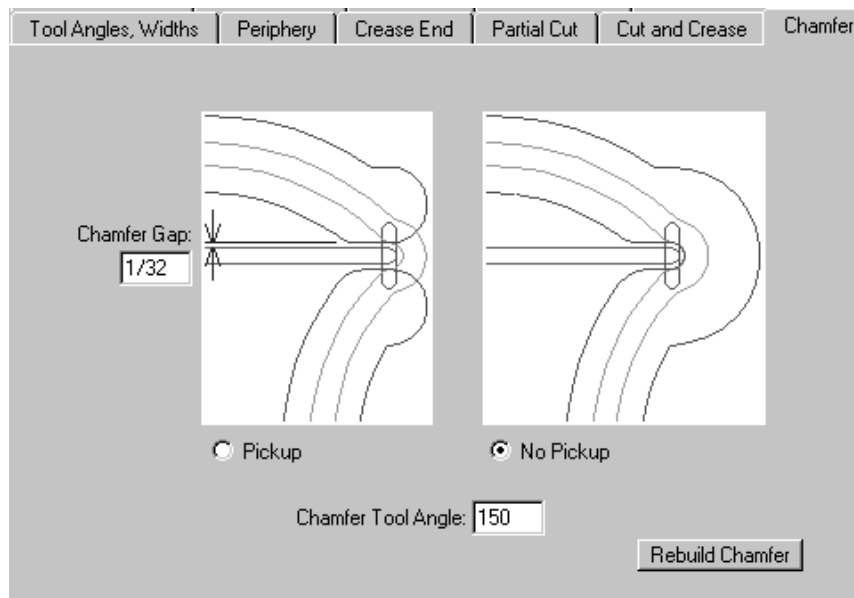 Tool Angles, Widths Periphery Crease End Partial Cut Cut and Crease Chamfer
Chamfer Gap:
1/32
Pickup No Pickup
Chamfer Tool Angle: 150
Rebuild Chamfer